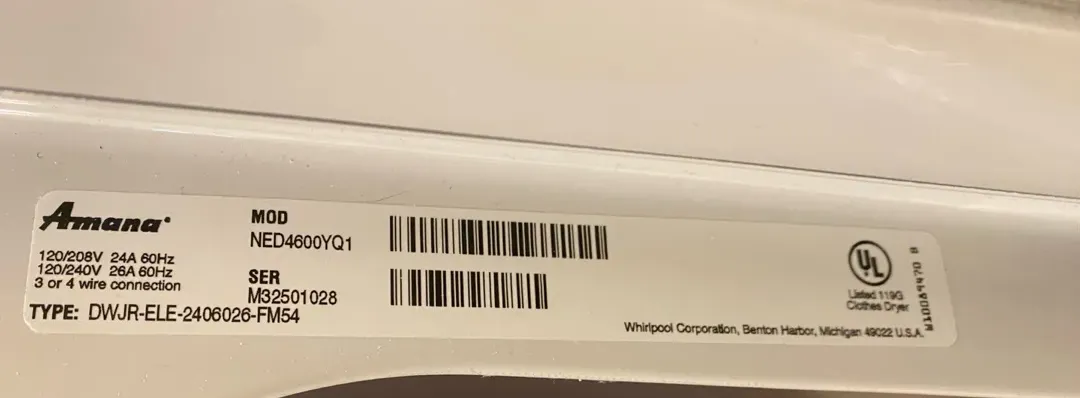 Amana
120/208V 24A 60Hz
120/240V 26A 60Hz
3 or 4 wire connection
TYPE: DWJR-ELE-2406026-FM54
MOD
NED4600YQ1
SER
M32501028
UL
Listed 119G
Clothes Dryer
Whirlpool Corporation, Benton Harbor, Michigan 49022 U.S.A.